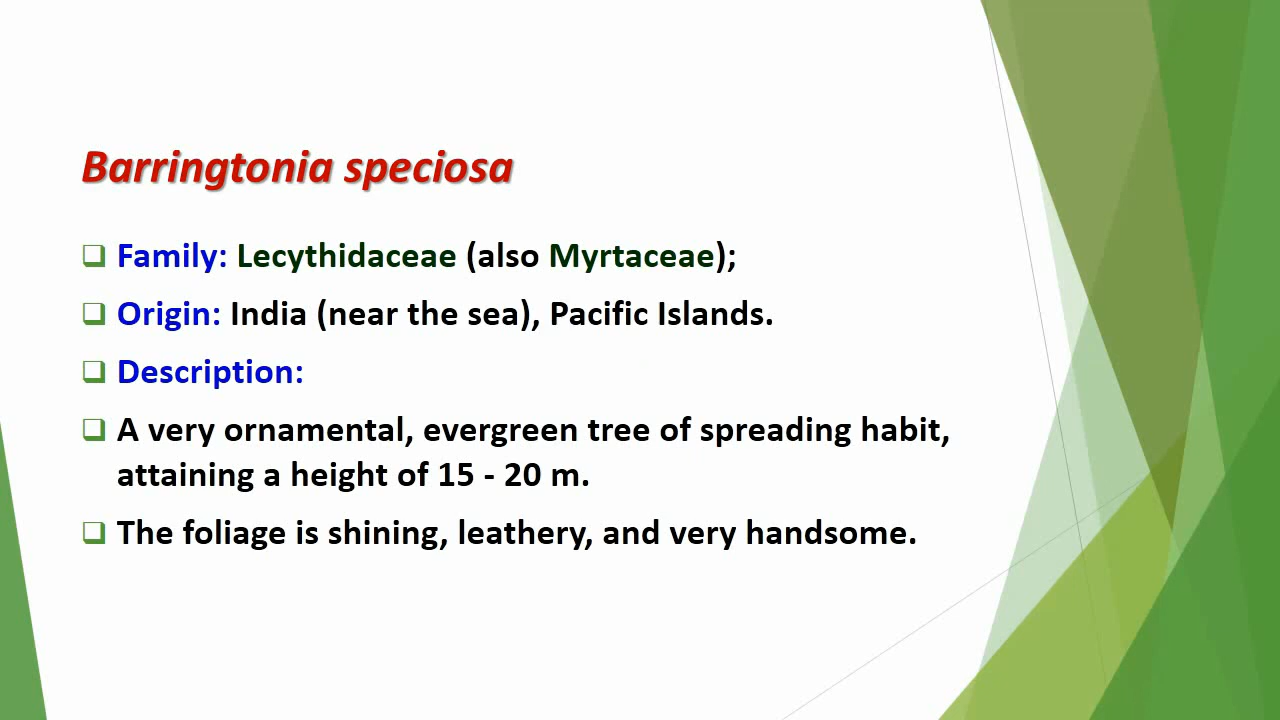 Barringtonia speciosa
Family: Lecythidaceae (also Myrtaceae);
Origin: India (near the sea), Pacific Islands.
Description:
A very ornamental, evergreen tree of spreading habit,
attaining a height of 15 - 20 m.
The foliage is shining, leathery, and very handsome.